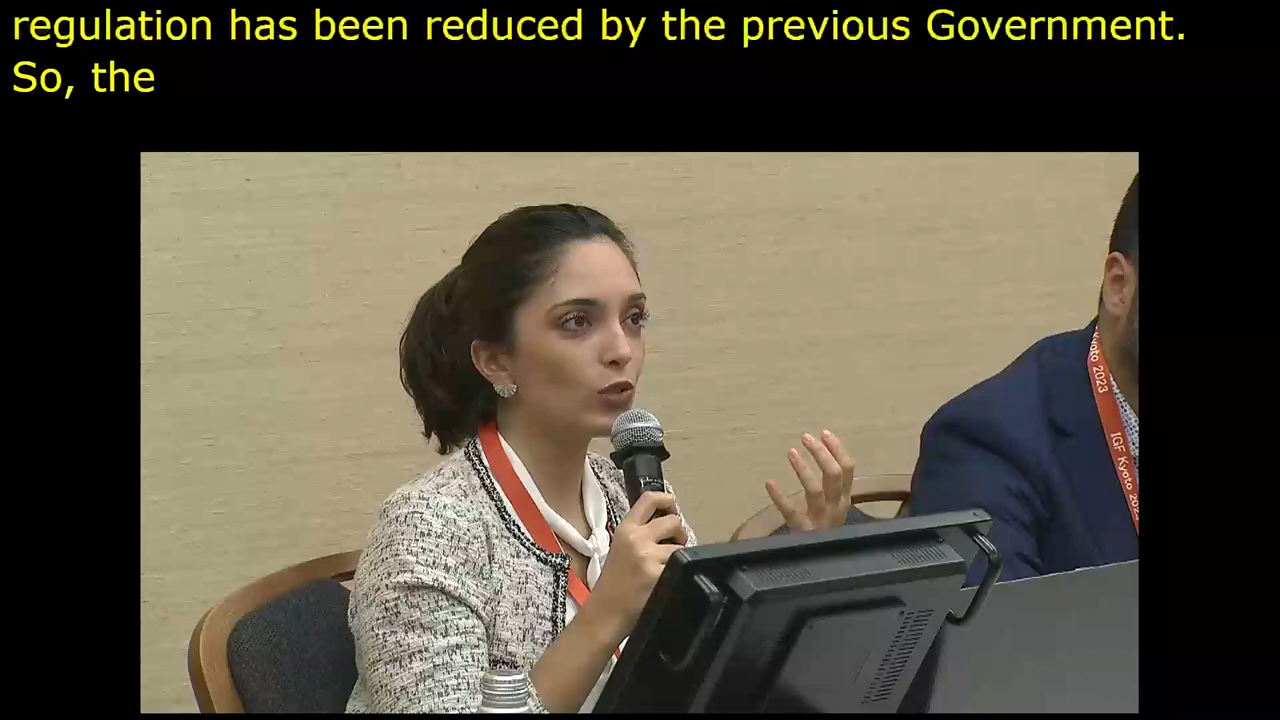 regulation has been reduced by the previous Government.
So, the
Kyoto 2023
IGF Kyoto 2023